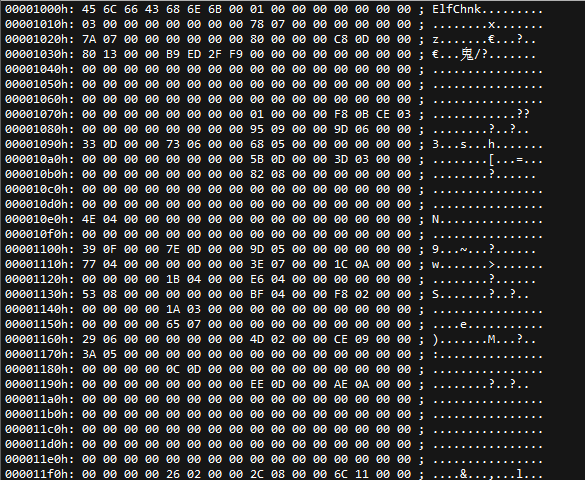 00001000h: 45 6C 66 43 68 6E 6B 00 01 00 00 00 00 00 00 00 ; ElfChnk.........
00001010h: 03 00 00 00 00 00 00 00 78 07 00 00 00 00 00 00 ; ........x.......
00001020h: 7A 07 00 00 00 00 00 00 80 00 00 00 C8 0D 00 00 ; z.......€...?..
00001030h: 80 13 00 00 B9 ED 2F F9 00 00 00 00 00 00 00 00 ; €...鬼/?.......
00001040h: 00 00 00 00 00 00 00 00 00 00 00 00 00 00 00 00 ; ................
00001050h: 00 00 00 00 00 00 00 00 00 00 00 00 00 00 00 00 ; ................
00001060h: 00 00 00 00 00 00 00 00 00 00 00 00 00 00 00 00 ; ................
00001070h: 00 00 00 00 00 00 00 00 01 00 00 00 F8 0B CE 03 ; ............??
00001080h: 00 00 00 00 00 00 00 00 95 09 00 00 9D 06 00 00 ; ........?..?..
00001090h: 33 0D 00 00 73 06 00 00 68 05 00 00 00 00 00 00 ; 3...s...h.......
000010a0h: 00 00 00 00 00 00 00 00 5B 0D 00 00 3D 03 00 00 ; ........[...=...
000010b0h: 00 00 00 00 00 00 00 00 82 08 00 00 00 00 00 00 ; ........?......
000010c0h: 00 00 00 00 00 00 00 00 00 00 00 00 00 00 00 00 ; ................
000010d0h: 00 00 00 00 00 00 00 00 00 00 00 00 00 00 00 00 ; ................
000010e0h: 4E 04 00 00 00 00 00 00 00 00 00 00 00 00 00 00 ; N...............
000010f0h: 00 00 00 00 00 00 00 00 00 00 00 00 00 00 00 00 ; ................
00001100h: 39 0F 00 00 7E 0D 00 00 9D 05 00 00 00 00 00 00 ; 9...~...?......
00001110h: 77 04 00 00 00 00 00 00 3E 07 00 00 1C 0A 00 00 ; w.......>.......
00001120h: 00 00 00 00 1B 04 00 00 E6 04 00 00 00 00 00 00 ; ........?......
00001130h: 53 08 00 00 00 00 00 00 BF 04 00 00 F8 02 00 00 ; S.......?..?..
00001140h: 00 00 00 00 1A 03 00 00 00 00 00 00 00 00 00 00 ; ................
00001150h: 00 00 00 00 65 07 00 00 00 00 00 00 00 00 00 00 ; ....e...........
00001160h: 29 06 00 00 00 00 00 00 4D 02 00 00 CE 09 00 00 ; ).......M...?..
00001170h: 3A 05 00 00 00 00 00 00 00 00 00 00 00 00 00 00 ; :...............
00001180h: 00 00 00 00 0C 0D 00 00 00 00 00 00 00 00 00 00 ; ................
00001190h: 00 00 00 00 00 00 00 00 EE 0D 00 00 AE 0A 00 00 ; ........?..?..
000011a0h: 00 00 00 00 00 00 00 00 00 00 00 00 00 00 00 00 ; ................
000011b0h: 00 00 00 00 00 00 00 00 00 00 00 00 00 00 00 00 ; ................
000011c0h: 00 00 00 00 00 00 00 00 00 00 00 00 00 00 00 00 ; ................
000011d0h: 00 00 00 00 00 00 00 00 00 00 00 00 00 00 00 00 ; ................
000011e0h: 00 00 00 00 00 00 00 00 00 00 00 00 00 00 00 00 ; ................
000011f0h: 00 00 00 00 26 02 00 00 2C 08 00 00 6C 11 00 00 ; ....&...,...l...